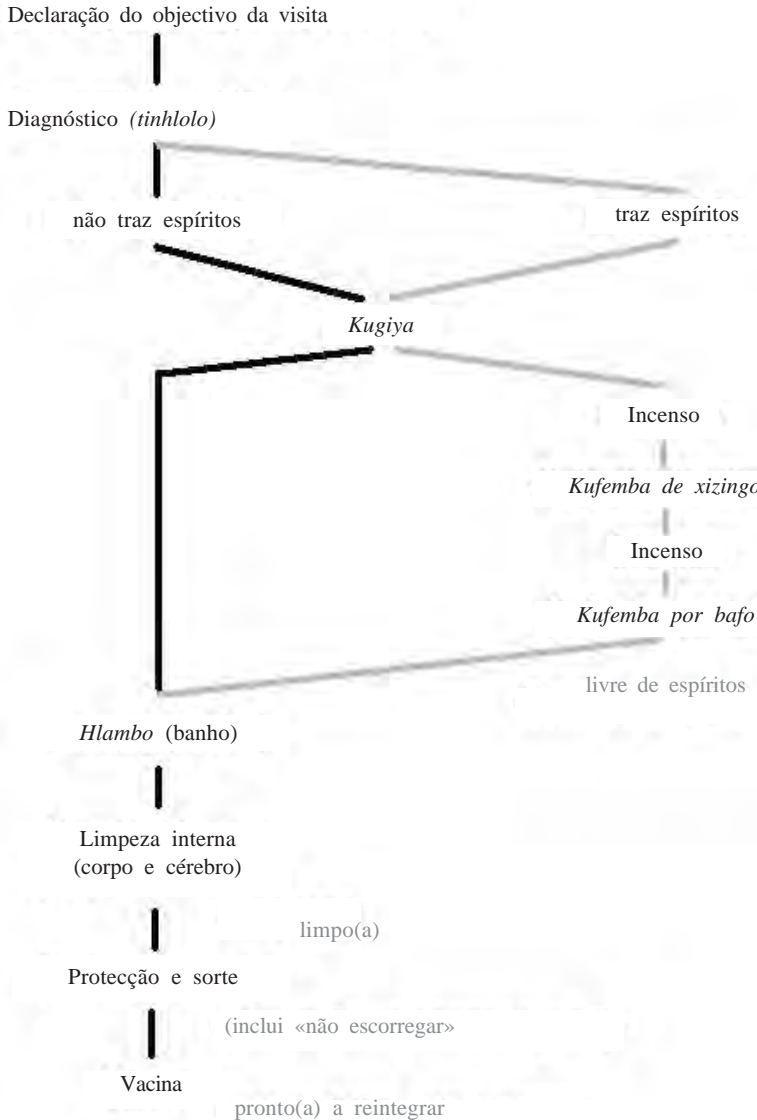 Declaração do objectivo da visita
Diagnóstico (tinhlolo)
não traz espíritos
traz espíritos
Kugiya
Incenso
Kufemba de xizingo
Incenso
Kufemba por bafo
livre de espíritos
Hlambo (banho)
Limpeza interna
(corpo e cérebro)
limpo(a)
Protecção e sorte
(inclui «não escorregar»
Vacina
pronto(a) a reintegrar